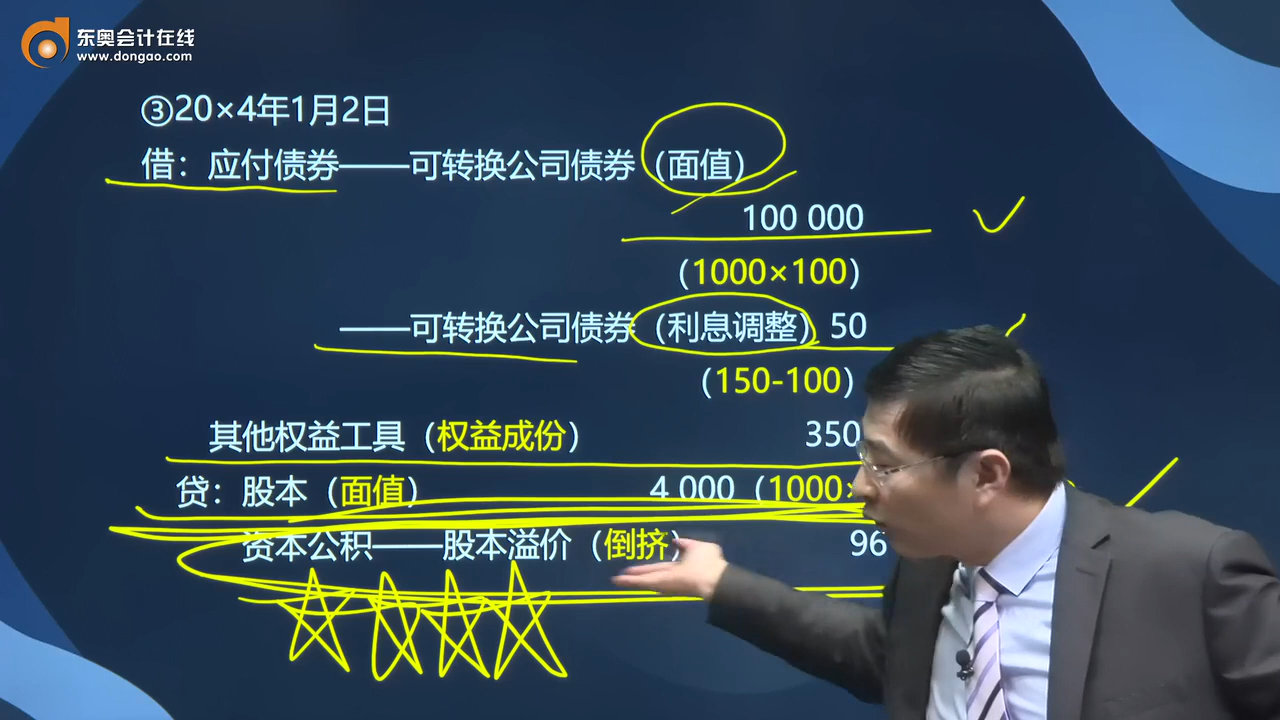 东奥会计在线
www.dongao.com
③20×4年1月2日
借：应付债券——可转换公司债券（面值）
100 000
（1000×100）
——可转换公司债券（利息调整）50
（150-100）
其他权益工具（权益成份） 350
贷：股本（面值） 4 000（1000×
资本公积——股本溢价（倒挤） 96